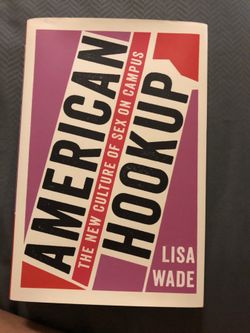 AMERICAN
THE NEW CULTURE OF SEX ON CAMPUS
HOOKUP
LISA
WADE